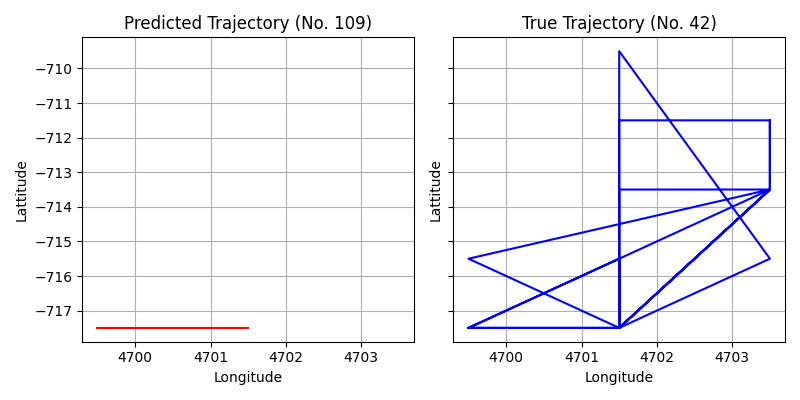 Predicted Trajectory (No. 109)
Lattitude
−710
−711
−712
−713
−714
−715
−716
−717
4700
4701
4702
4703
Longitude
True Trajectory (No. 42)
Lattitude
4700
4701
4702
4703
Longitude